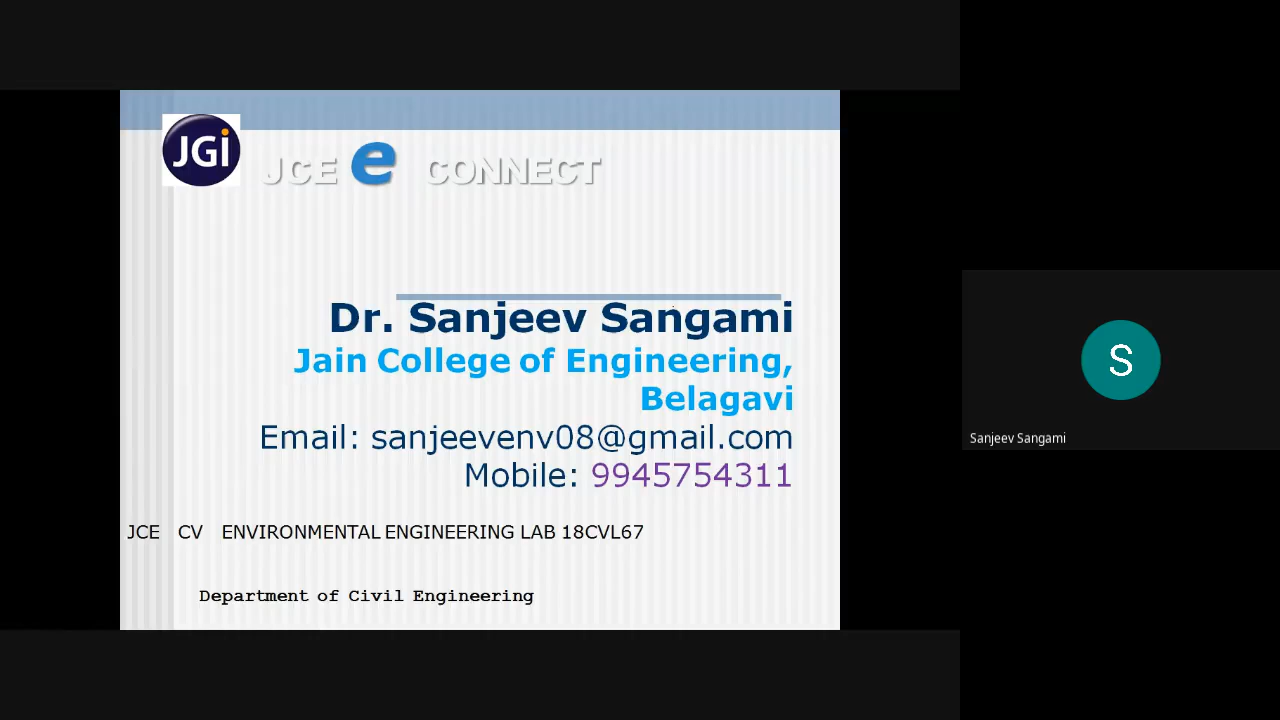 JGi
JCE e CONNECT
Dr. Sanjeev Sangami
Jain College of Engineering,
Belagavi
Email: sanjeevenv08@gmail.com
Mobile: 9945754311
JCE CV ENVIRONMENTAL ENGINEERING LAB 18CVL67
Department of Civil Engineering
S
Sanjeev Sangami